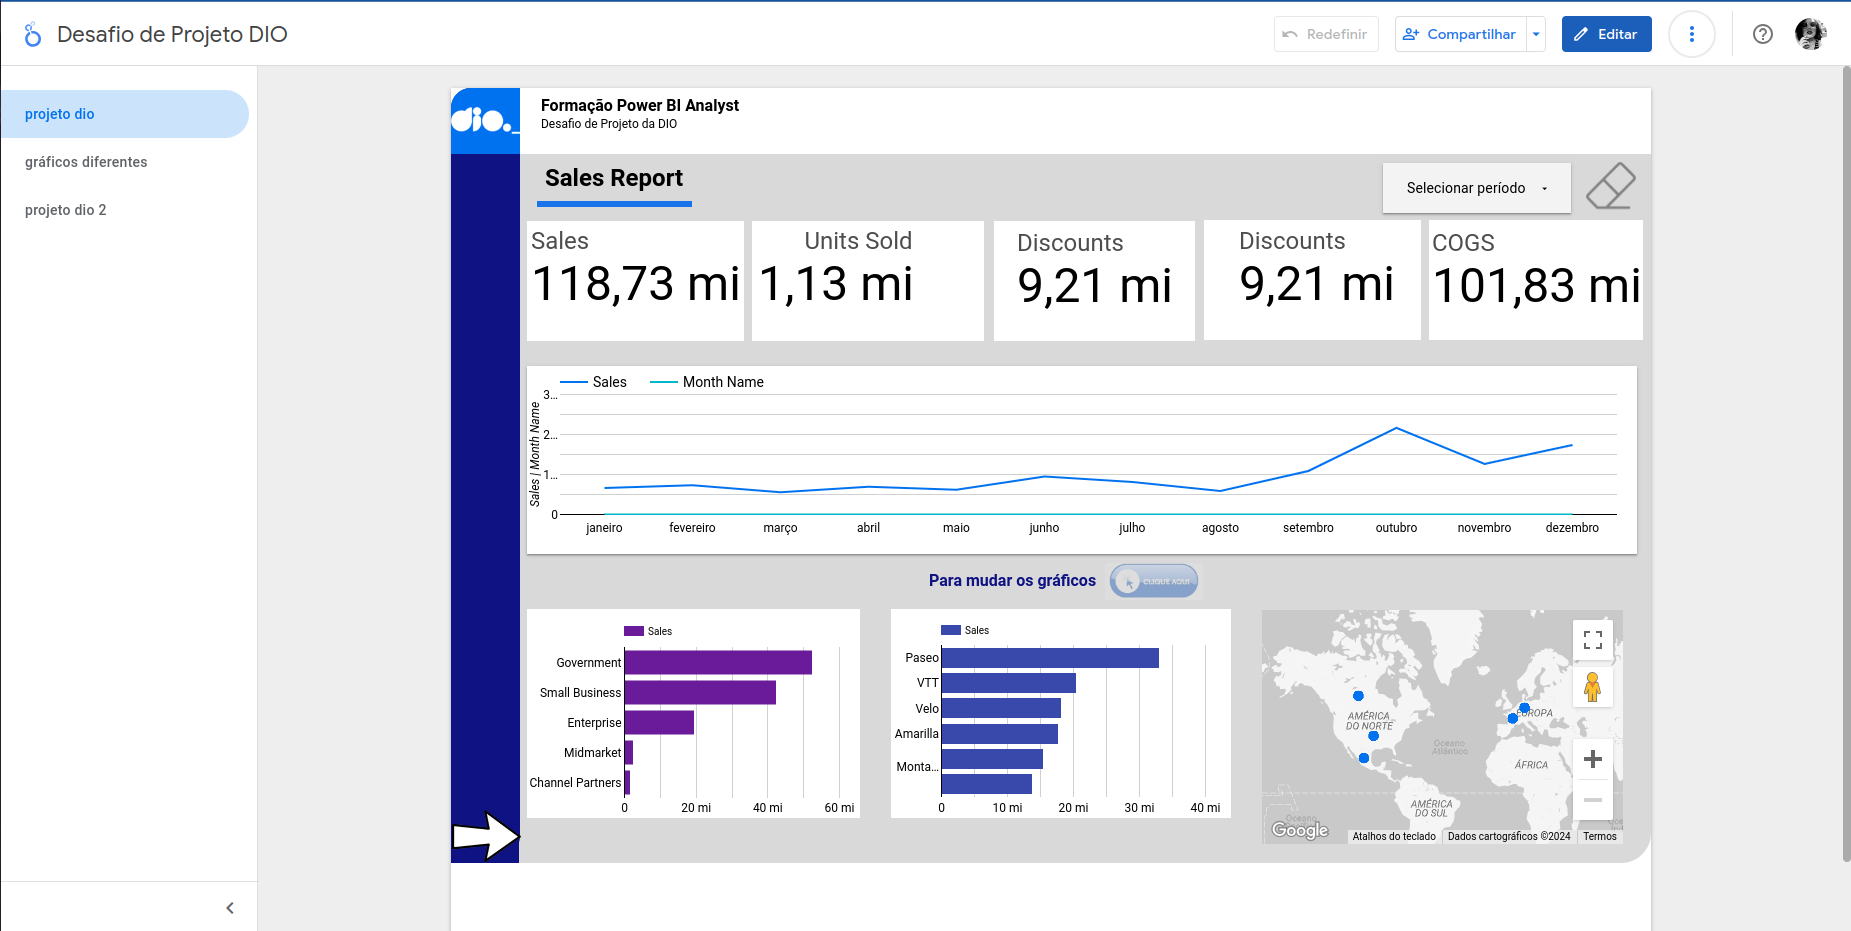 Desafio de Projeto DIO
Redefinir
Compartilhar
Editar
projeto dio
gráficos diferentes
projeto dio 2
dio._
Formação Power BI Analyst
Desafio de Projeto da DIO
Sales Report
Selecionar período
Sales
118,73 mi
Units Sold
1,13 mi
Discounts
9,21 mi
Discounts
9,21 mi
COGS
101,83 mi
Sales
Month Name
Sales | Month Name
3...
2...
1...
0
janeiro fevereiro março abril maio junho julho agosto setembro outubro novembro dezembro
Para mudar os gráficos
CLIQUE AQUI
Sales
Government
Small Business
Enterprise
Midmarket
Channel Partners
0 20 mi 40 mi 60 mi
Sales
Paseo
VTT
Velo
Amarilla
Monta...
0 10 mi 20 mi 30 mi 40 mi
AMÉRICA
DO NORTE
EUROPA
Oceano
Atlântico
ÁFRICA
AMÉRICA
DO SUL
Oceano
Google
Atalhos do teclado
Dados cartográficos ©2024
Termos